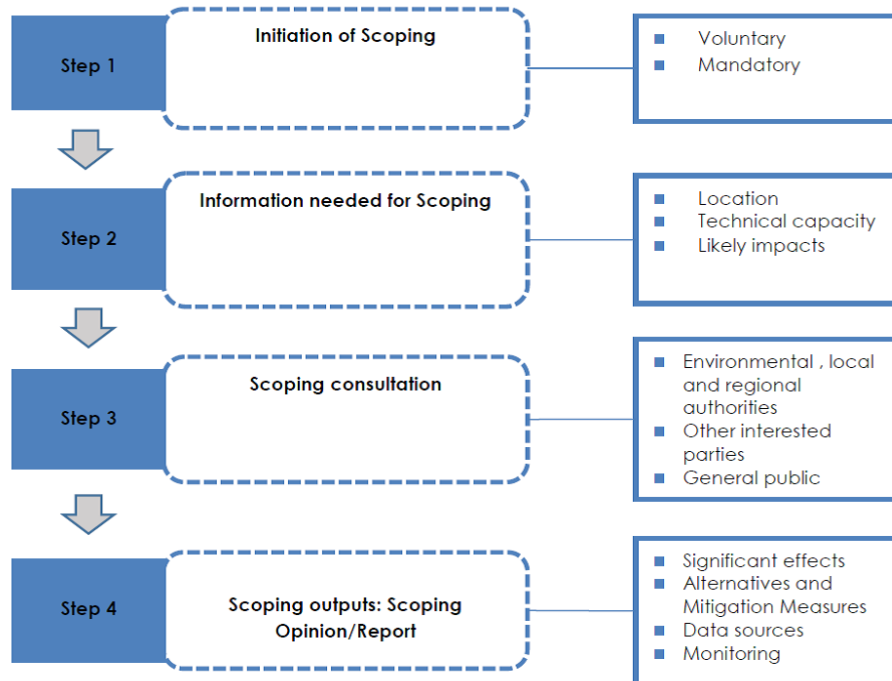 Step 1
Initiation of Scoping
Voluntary
Mandatory
Step 2
Information needed for Scoping
Location
Technical capacity
Likely impacts
Step 3
Scoping consultation
Environmental , local
and regional
authorities
Other interested
parties
General public
Step 4
Scoping outputs: Scoping
Opinion/Report
Significant effects
Alternatives and
Mitigation Measures
Data sources
Monitoring